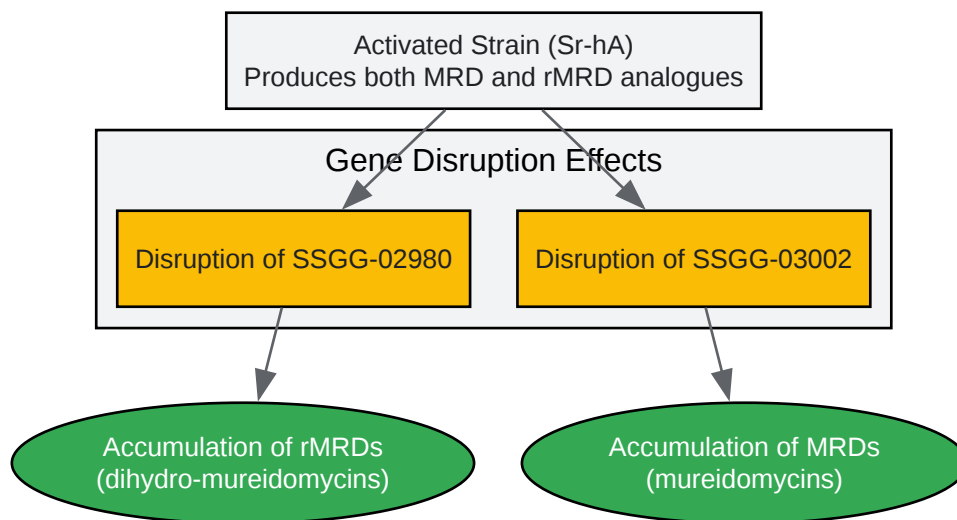 Activated Strain (Sr-hA)
Produces both MRD and rMRD analogues
Gene Disruption Effects
Disruption of SSGG-02980
Disruption of SSGG-03002
Accumulation of rMRDs
(dihydro-mureidomycins)
Accumulation of MRDs
(mureidomycins)